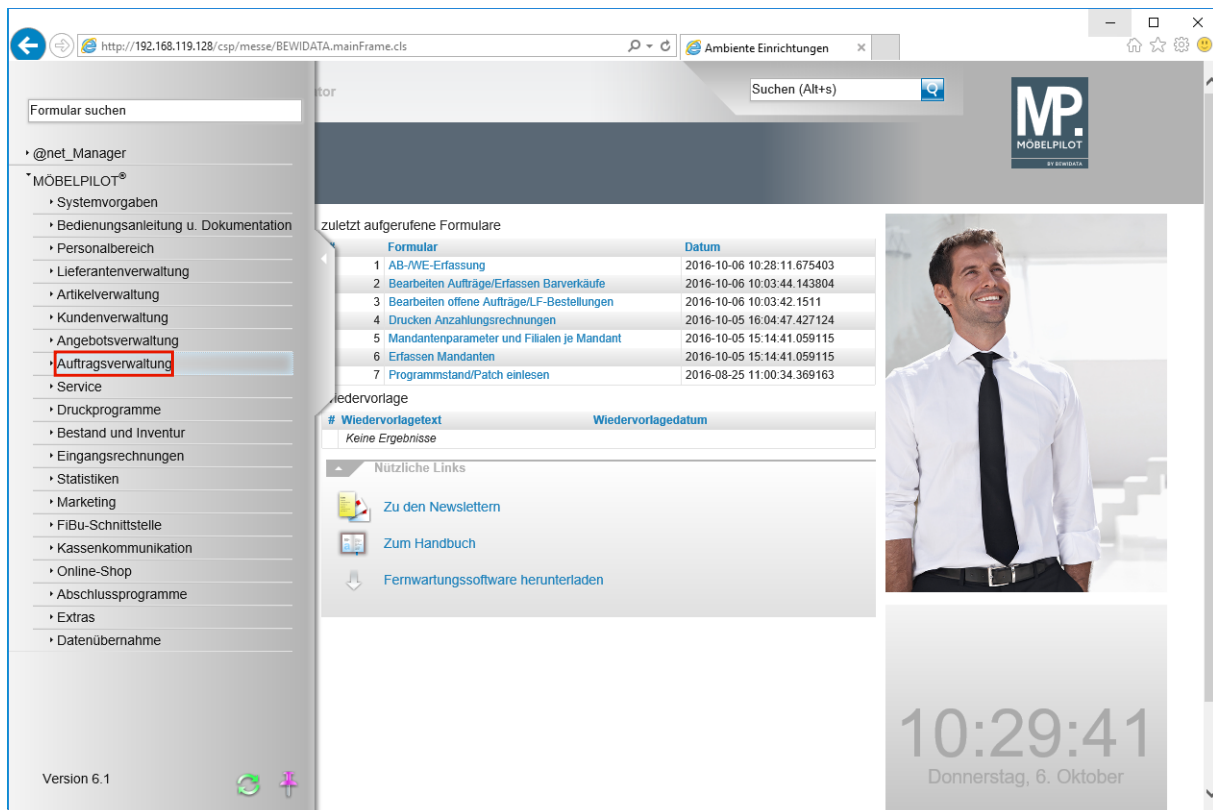 http://192.168.119.128/csp/messe/BEWIDATA.mainFrame.cls
Ambiente Einrichtungen
Formular suchen
Suchen (Alt+s)
MP.
MÖBELPILOT
BY BEWIDATA
@net_Manager
MÖBELPILOT®
Systemvorgaben
Bedienungsanleitung u. Dokumentation
Personalbereich
Lieferantenverwaltung
Artikelverwaltung
Kundenverwaltung
Angebotsverwaltung
Auftragsverwaltung
Service
Druckprogramme
Bestand und Inventur
Eingangsrechnungen
Statistiken
Marketing
FiBu-Schnittstelle
Kassenkommunikation
Online-Shop
Abschlussprogramme
Extras
Datenübernahme
Version 6.1
zuletzt aufgerufene Formulare
Formular Datum
1 AB-/WE-Erfassung 2016-10-06 10:28:11.675403
2 Bearbeiten Aufträge/Erfassen Barverkäufe 2016-10-06 10:03:44.143804
3 Bearbeiten offene Aufträge/LF-Bestellungen 2016-10-06 10:03:42.1511
4 Drucken Anzahlungsrechnungen 2016-10-05 16:04:47.427124
5 Mandantenparameter und Filialen je Mandant 2016-10-05 15:14:41.059115
6 Erfassen Mandanten 2016-10-05 15:14:41.059115
7 Programmstand/Patch einlesen 2016-08-25 11:00:34.369163
# Wiedervorlagetext Wiedervorlagedatum
Keine Ergebnisse
Nützliche Links
Zu den Newslettern
Zum Handbuch
Fernwartungssoftware herunterladen
10:29:41
Donnerstag, 6. Oktober